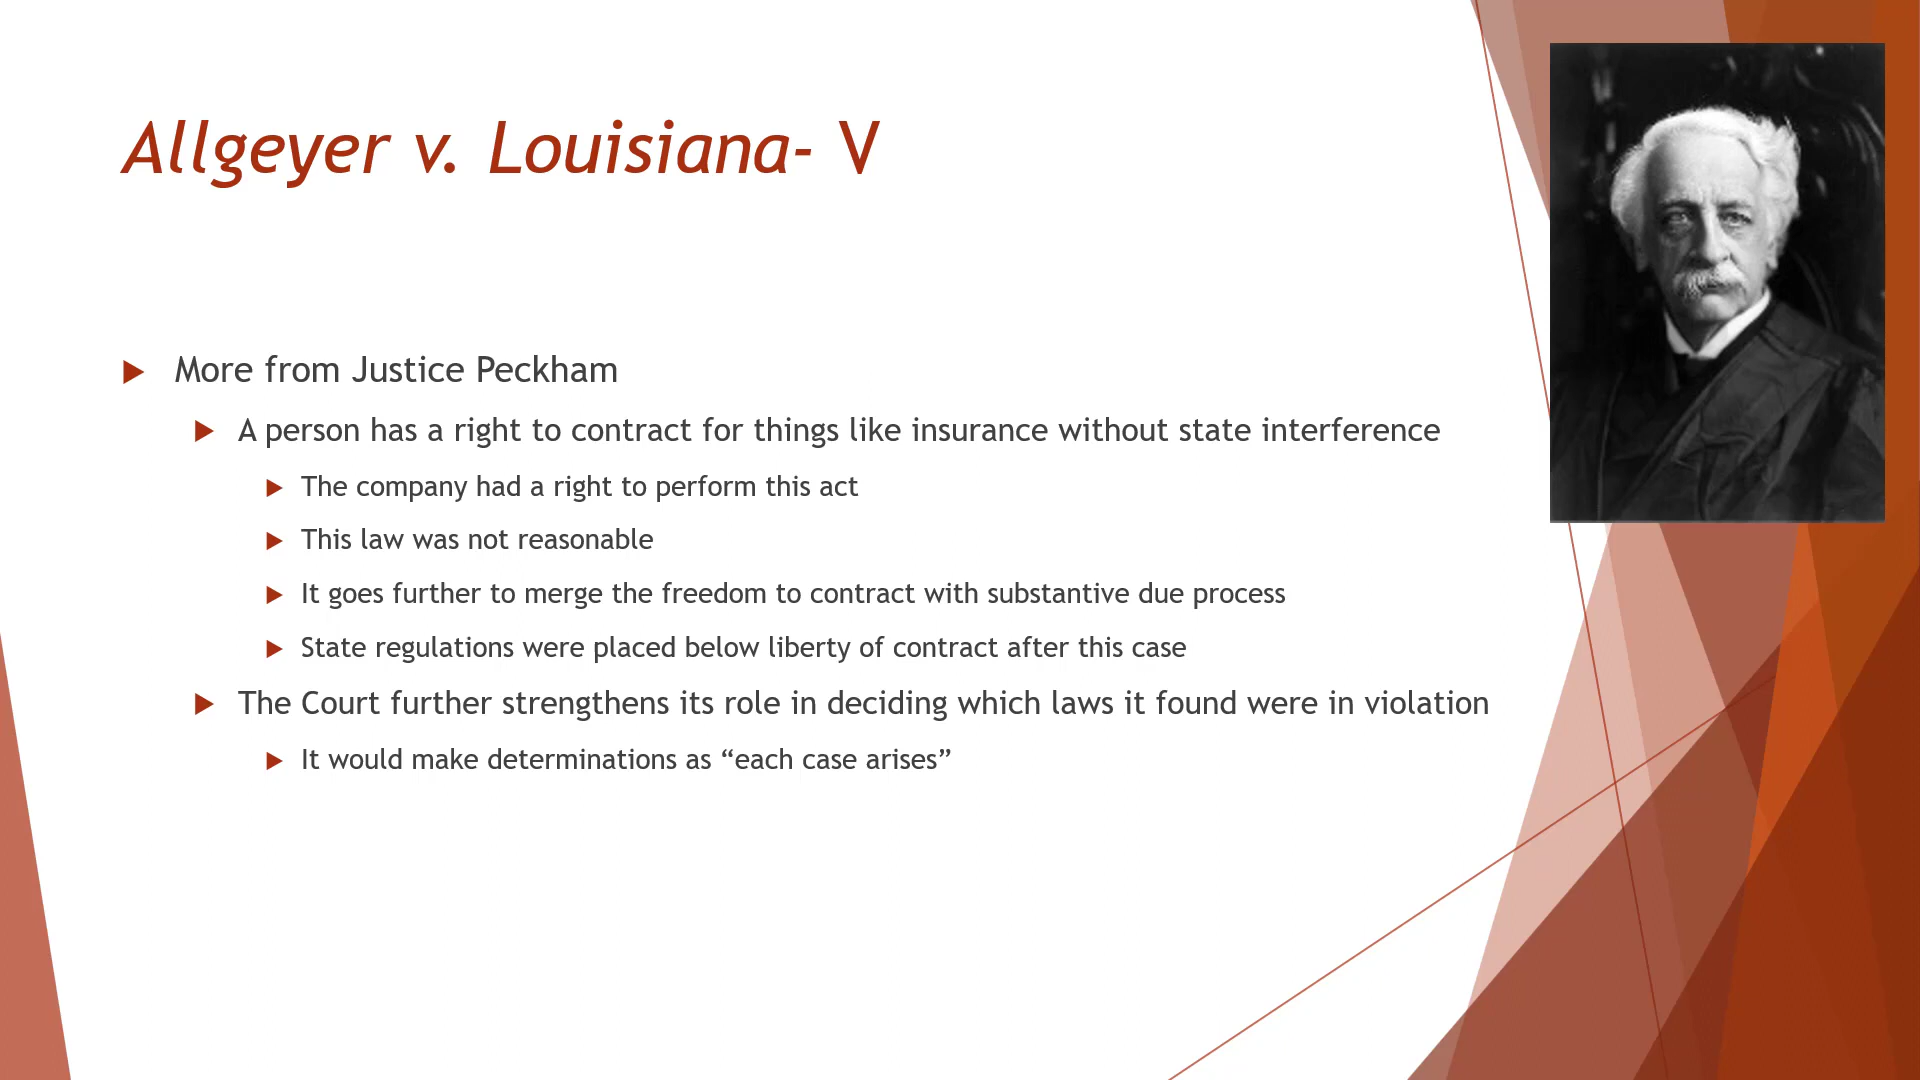 Allgeyer v. Louisiana- V
More from Justice Peckham
A person has a right to contract for things like insurance without state interference
The company had a right to perform this act
This law was not reasonable
It goes further to merge the freedom to contract with substantive due process
State regulations were placed below liberty of contract after this case
The Court further strengthens its role in deciding which laws it found were in violation
It would make determinations as “each case arises”